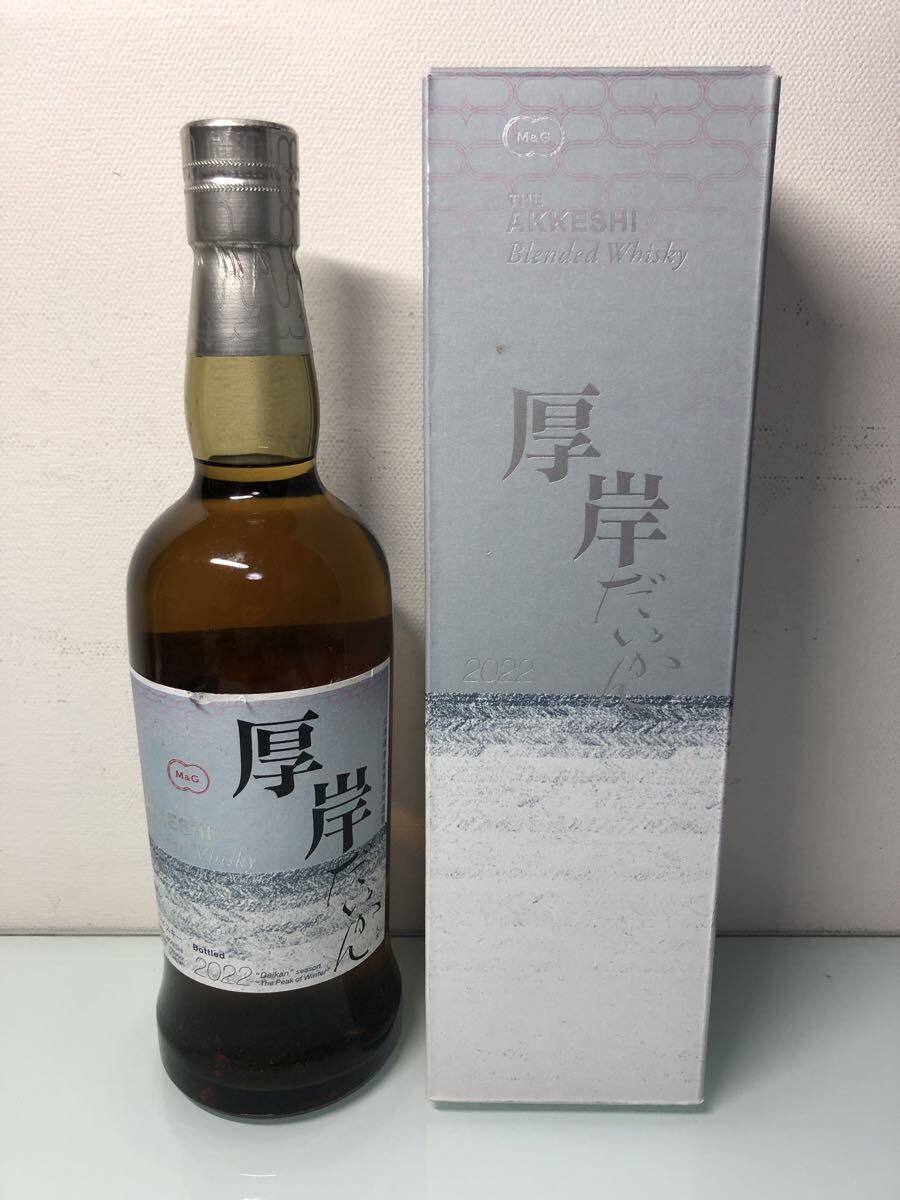 M&G
厚岸
だいかん
KESHI
Whisky
Bottled
2022
"Daikan" season
The Peak of Winter
M&G
THE
AKKESHI
Blended Whisky
厚岸
だいかん
2022